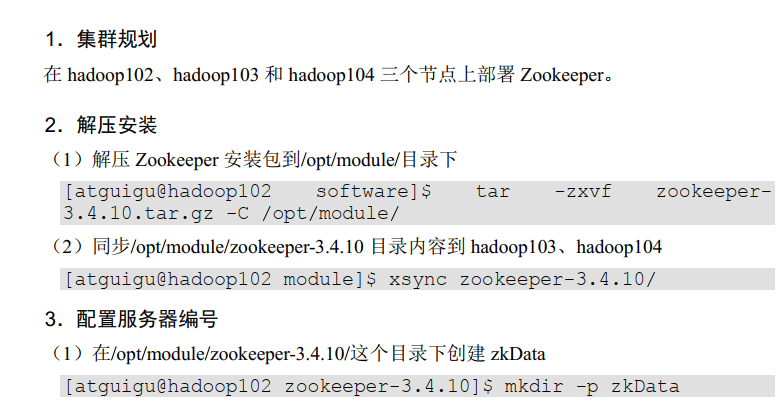 1．集群规划
在 hadoop102、hadoop103 和 hadoop104 三个节点上部署 Zookeeper。
2．解压安装
（1）解压 Zookeeper 安装包到/opt/module/目录下
[atguigu@hadoop102 software]$ tar -zxvf zookeeper-
3.4.10.tar.gz -C /opt/module/
（2）同步/opt/module/zookeeper-3.4.10 目录内容到 hadoop103、hadoop104
[atguigu@hadoop102 module]$ xsync zookeeper-3.4.10/
3．配置服务器编号
（1）在/opt/module/zookeeper-3.4.10/这个目录下创建 zkData
[atguigu@hadoop102 zookeeper-3.4.10]$ mkdir -p zkData